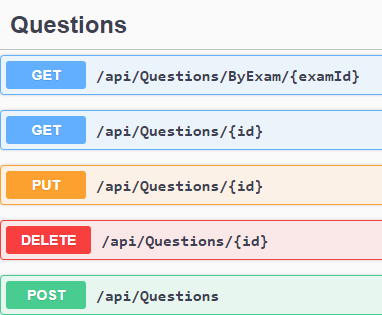 Questions
GET /api/Questions/ByExam/{examId}
GET /api/Questions/{id}
PUT /api/Questions/{id}
DELETE /api/Questions/{id}
POST /api/Questions